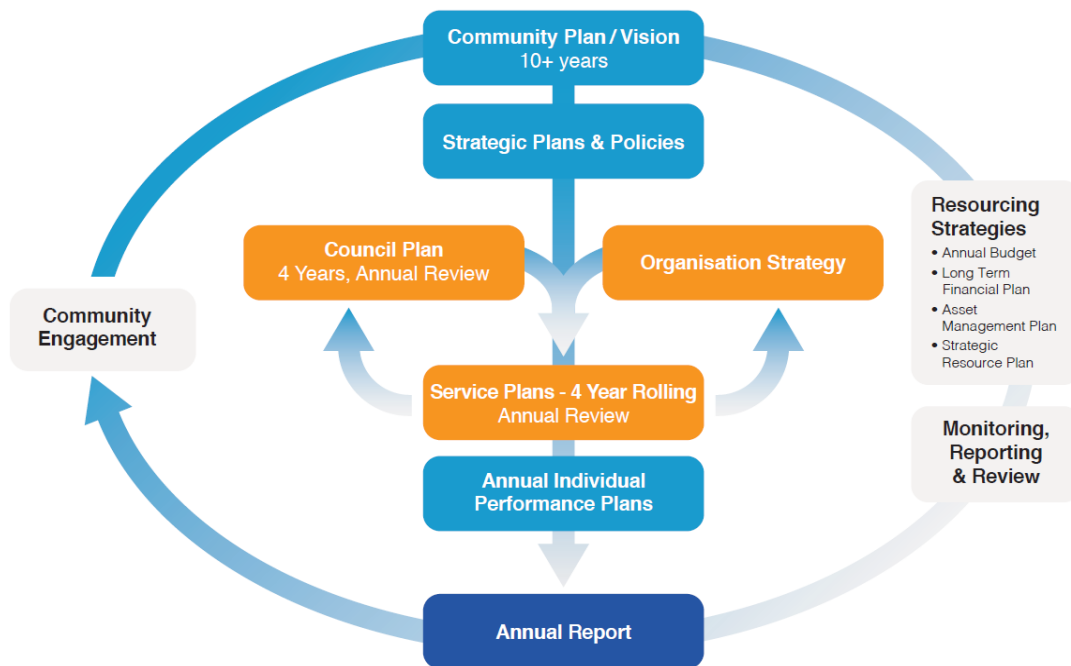 Community Plan / Vision
10+ years
Strategic Plans & Policies
Council Plan
4 Years, Annual Review
Organisation Strategy
Resourcing
Strategies
• Annual Budget
• Long Term
Financial Plan
• Asset
Management Plan
• Strategic
Resource Plan
Community
Engagement
Service Plans - 4 Year Rolling
Annual Review
Monitoring,
Reporting
& Review
Annual Individual
Performance Plans
Annual Report